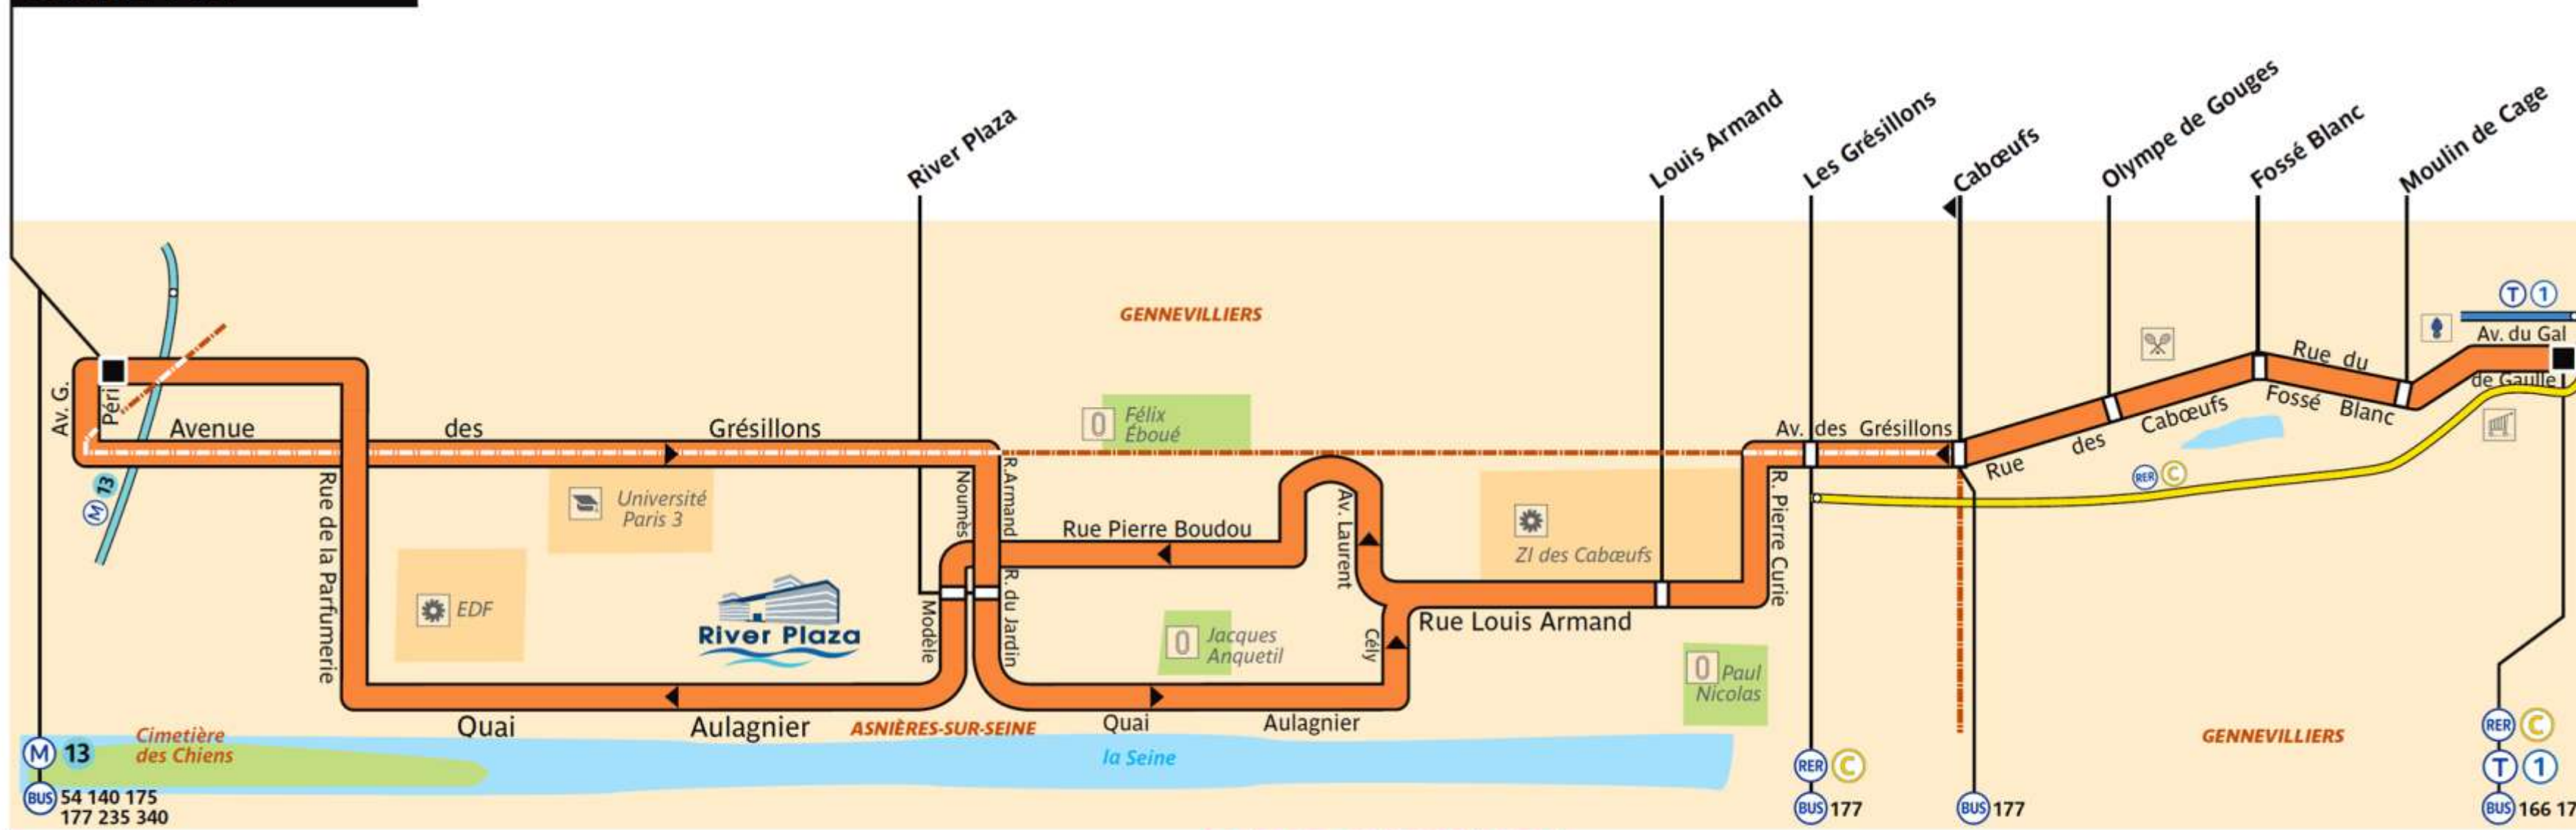 River Plaza
Louis Armand
Les Grésillons
Cabœufs
Olympe de Gouges
Fossé Blanc
Moulin de Cage
GENNEVILLIERS
T 1
Av. du Gal
de Gaulle
Rue du
Fossé Blanc
Av. G.
Péri
Avenue des Grésillons
Félix
Éboué
Av. des Grésillons
Rue des Cabœufs
RER C
M 13
Rue de la Parfumerie
Université
Paris 3
Noumès
R. Armand
Rue Pierre Boudou
Av. Laurent
ZI des Cabœufs
R. Pierre Curie
EDF
River Plaza
Modèle
R. du Jardin
Jacques
Anquetil
Cély
Rue Louis Armand
Paul
Nicolas
Quai Aulagnier
ASNIÈRES-SUR-SEINE
Quai Aulagnier
GENNEVILLIERS
Cimetière
des Chiens
la Seine
M 13
BUS 54 140 175
177 235 340
RER C
BUS 177
BUS 177
RER C
T 1
BUS 166 17